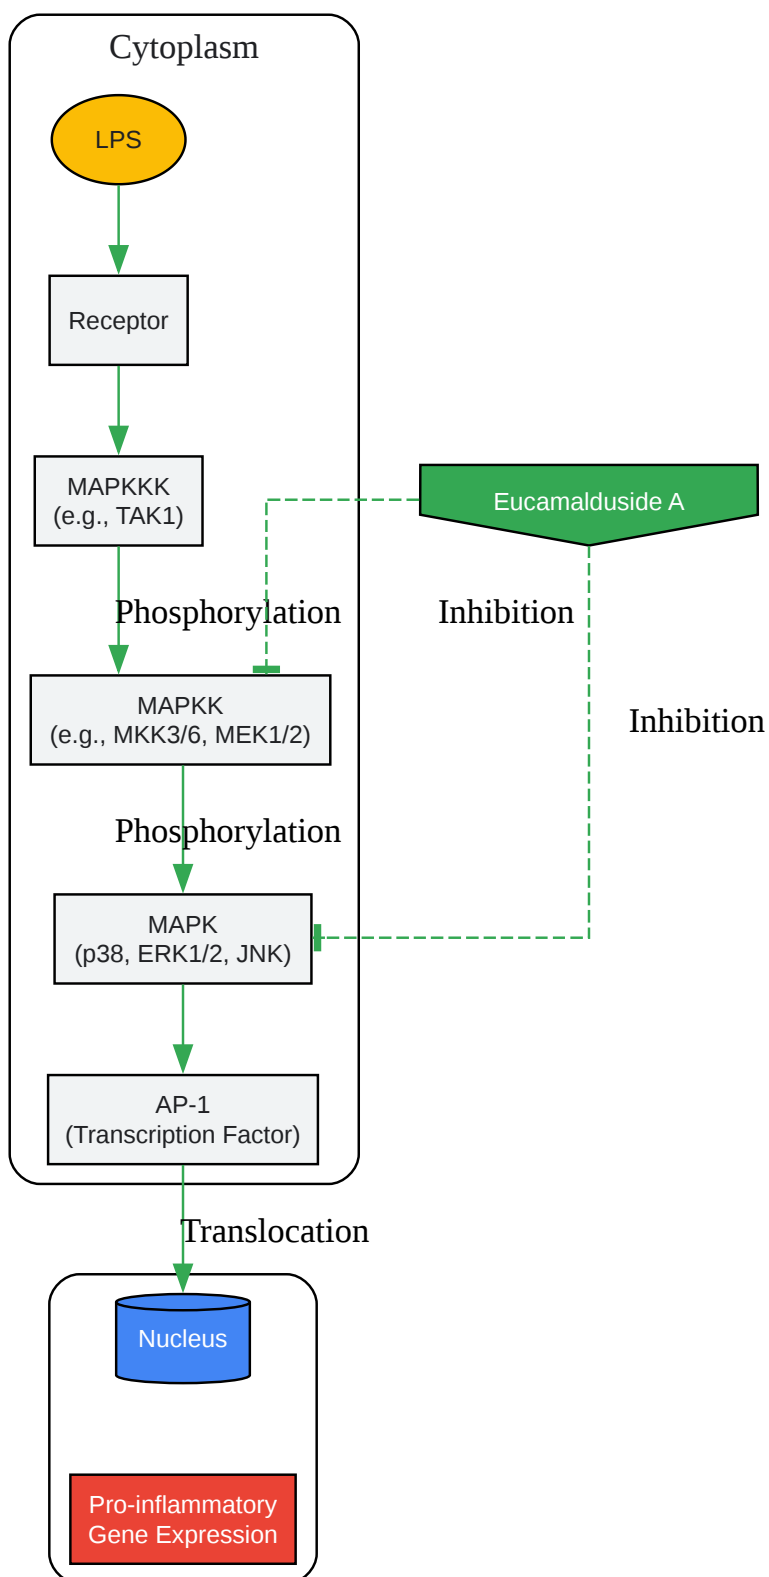 Cytoplasm
LPS
Receptor
MAPKKK
(e.g., TAK1)
Eucamalduside A
Phosphorylation
Inhibition
MAPKK
(e.g., MKK3/6, MEK1/2)
Inhibition
Phosphorylation
MAPK
(p38, ERK1/2, JNK)
AP-1
(Transcription Factor)
Translocation
Nucleus
Pro-inflammatory
Gene Expression